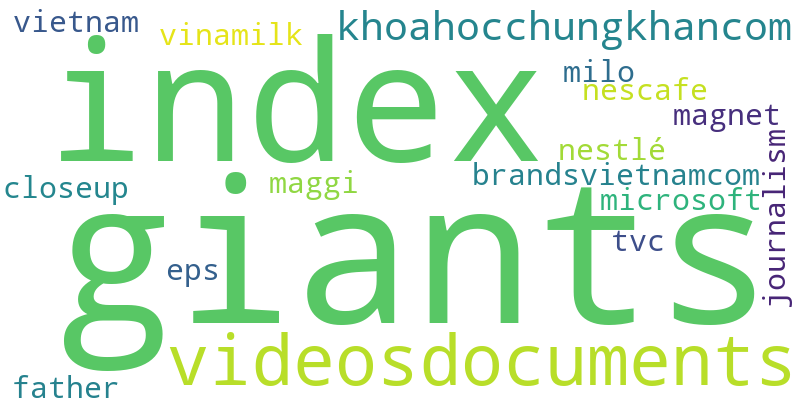 vietnam
vinamilk
khoahocchungkhancom
index
milo
nescafe
magnet
nestlé
brandsvietnamcom
closeup
maggi
microsoft
giants
journalism
tvc
eps
videosdocuments
father